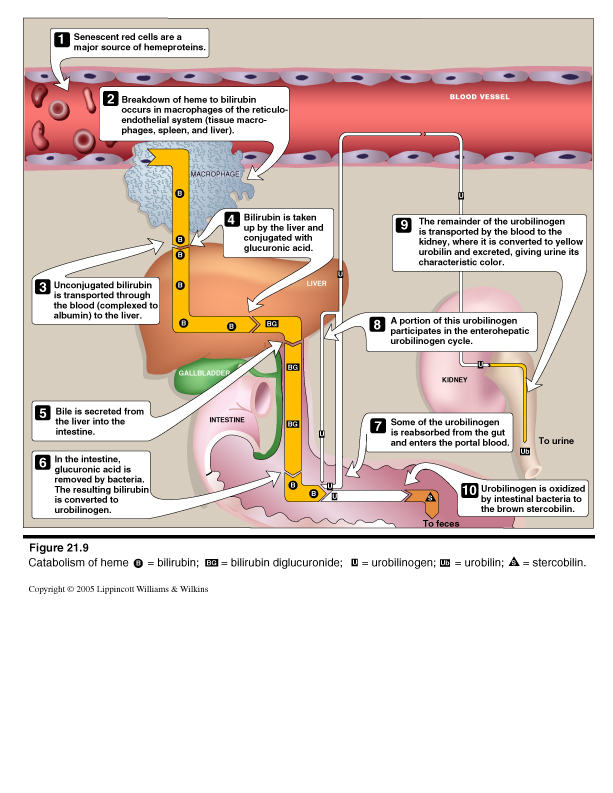 1 Senescent red cells are a
major source of hemeproteins.
2 Breakdown of heme to bilirubin
occurs in macrophages of the reticulo-
endothelial system (tissue macro-
phages, spleen, and liver).
BLOOD VESSEL
MACROPHAGE
B
B
B
B
B
B
4 Bilirubin is taken
up by the liver and
conjugated with
glucuronic acid.
U
9 The remainder of the urobilinogen
is transported by the blood to the
kidney, where it is converted to yellow
urobilin and excreted, giving urine its
characteristic color.
3 Unconjugated bilirubin
is transported through
the blood (complexed to
albumin) to the liver.
LIVER
U
BG
8 A portion of this urobilinogen
participates in the enterohepatic
urobilinogen cycle.
GALLBLADDER
BG
KIDNEY
U
5 Bile is secreted from
the liver into the
intestine.
INTESTINE
BG
U
7 Some of the urobilinogen
is reabsorbed from the gut
and enters the portal blood.
To urine
Ub
6 In the intestine,
glucuronic acid is
removed by bacteria.
The resulting bilirubin
is converted to
urobilinogen.
B
B
U
U
S
10 Urobilinogen is oxidized
by intestinal bacteria to
the brown stercobilin.
To feces
Figure 21.9
Catabolism of heme B = bilirubin; BG = bilirubin diglucuronide; U = urobilinogen; Ub = urobilin; S = stercobilin.
Copyright © 2005 Lippincott Williams & Wilkins